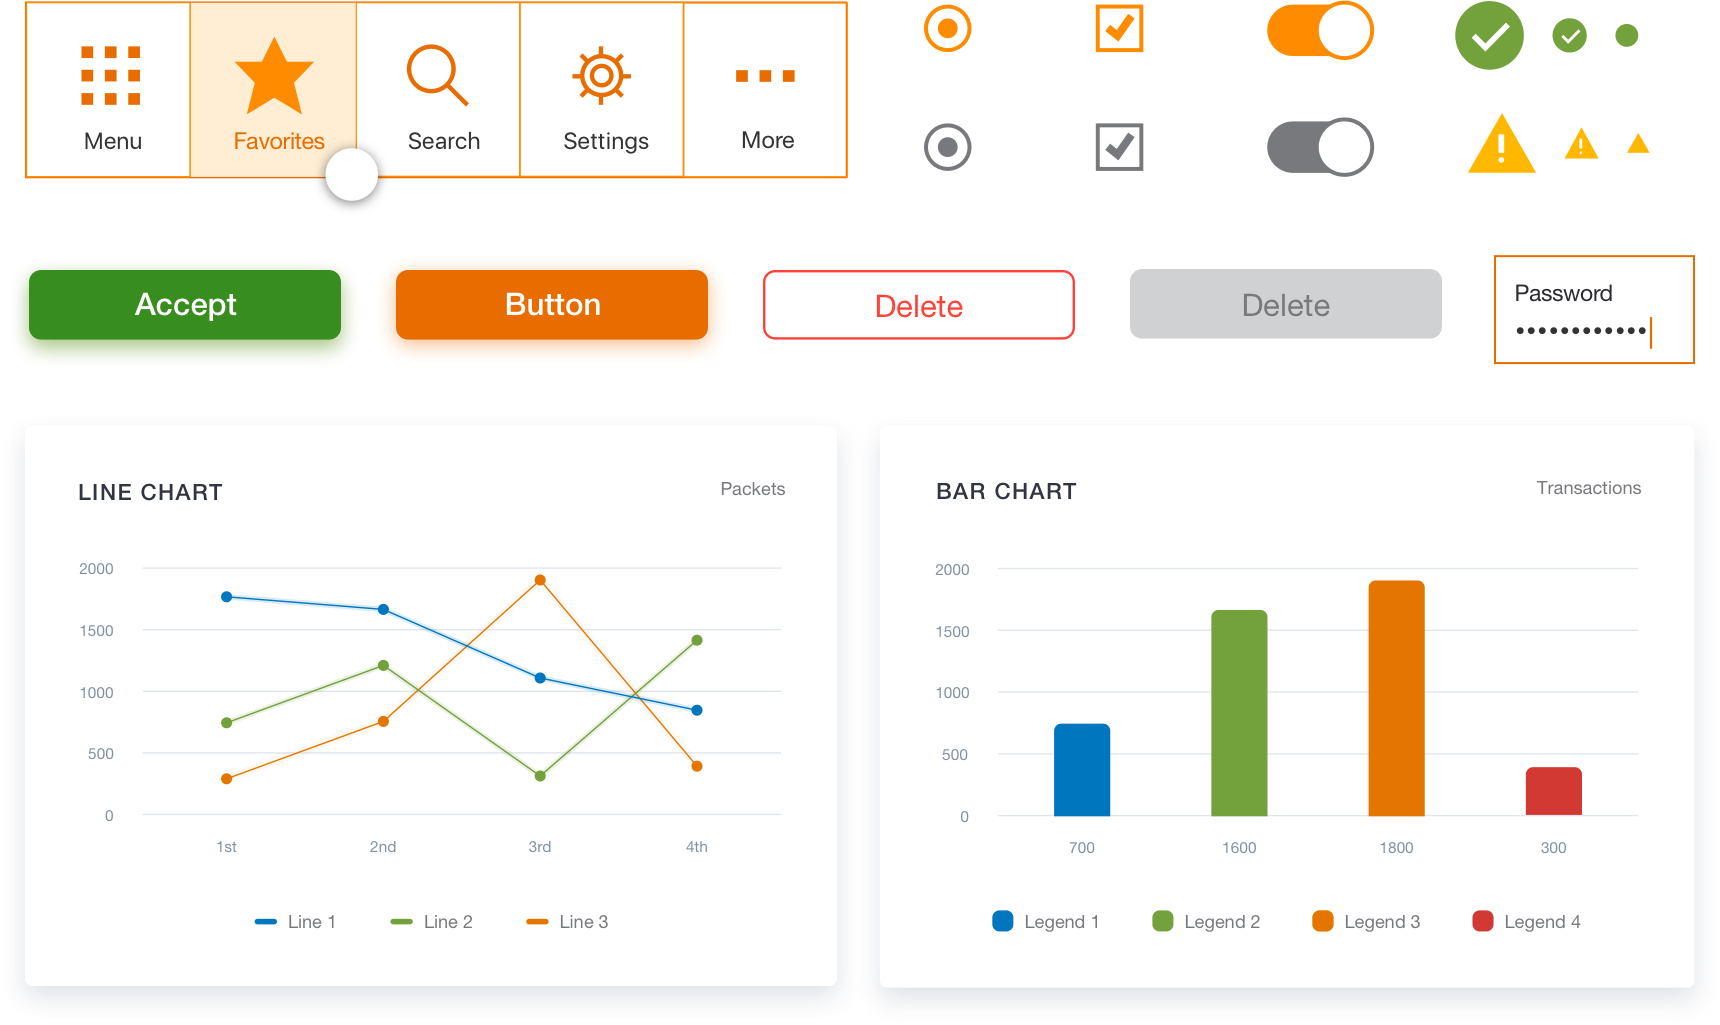 Menu
Favorites
Search
Settings
More
Accept
Button
Delete
Delete
Password
••••••••••••
LINE CHART
Packets
2000
1500
1000
500
0
1st
2nd
3rd
4th
Line 1
Line 2
Line 3
BAR CHART
Transactions
2000
1500
1000
500
0
700
1600
1800
300
Legend 1
Legend 2
Legend 3
Legend 4